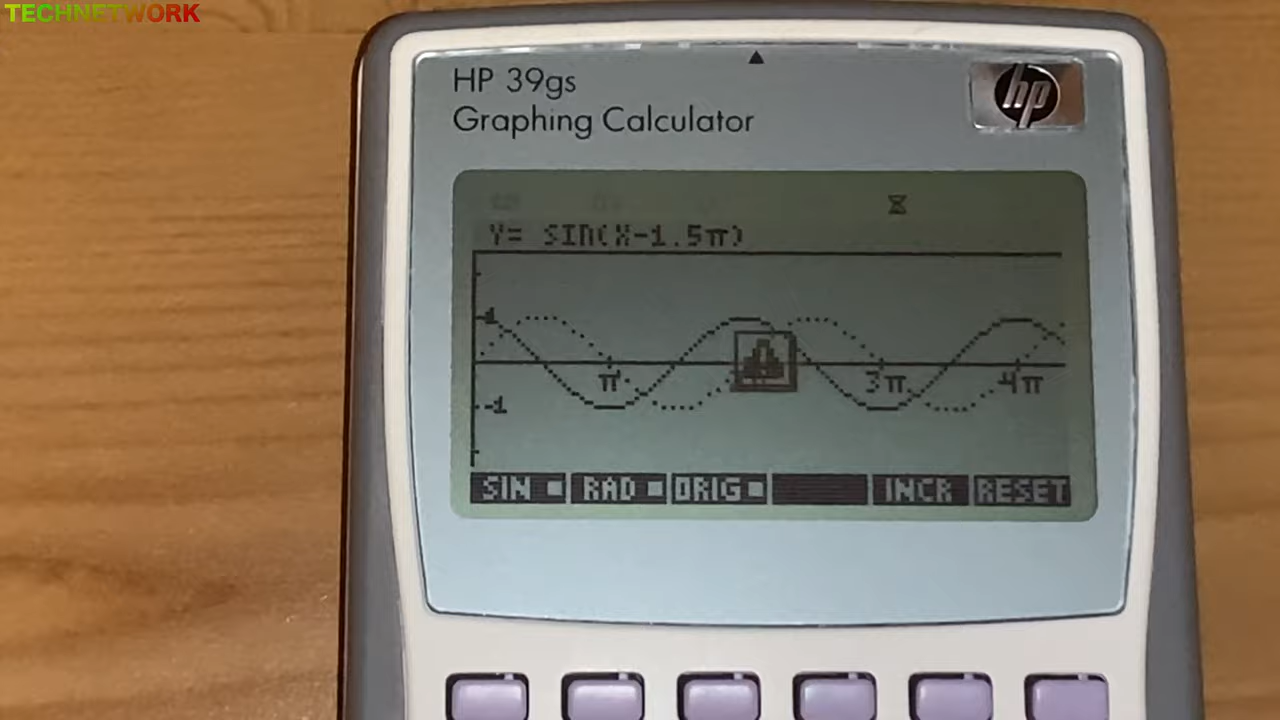 TECHNETWORK
HP 39gs
Graphing Calculator
hp
Y= SIN(X-1.5π)
1
π 3π 4π
-1
SIN RAD ORIG INCR RESET